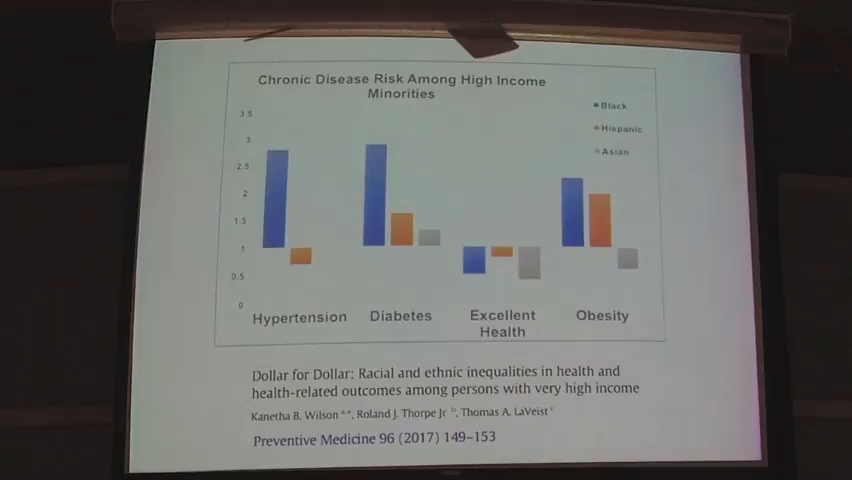 Chronic Disease Risk Among High Income
Minorities
Black
Hispanic
Asian
3.5
3
2.5
2
1.5
1
0.5
0
Hypertension
Diabetes
Excellent
Health
Obesity
Dollar for Dollar: Racial and ethnic inequalities in health and
health-related outcomes among persons with very high income
Kanetha B. Wilson a,*, Roland J. Thorpe Jr b, Thomas A. LaVeist c
Preventive Medicine 96 (2017) 149–153